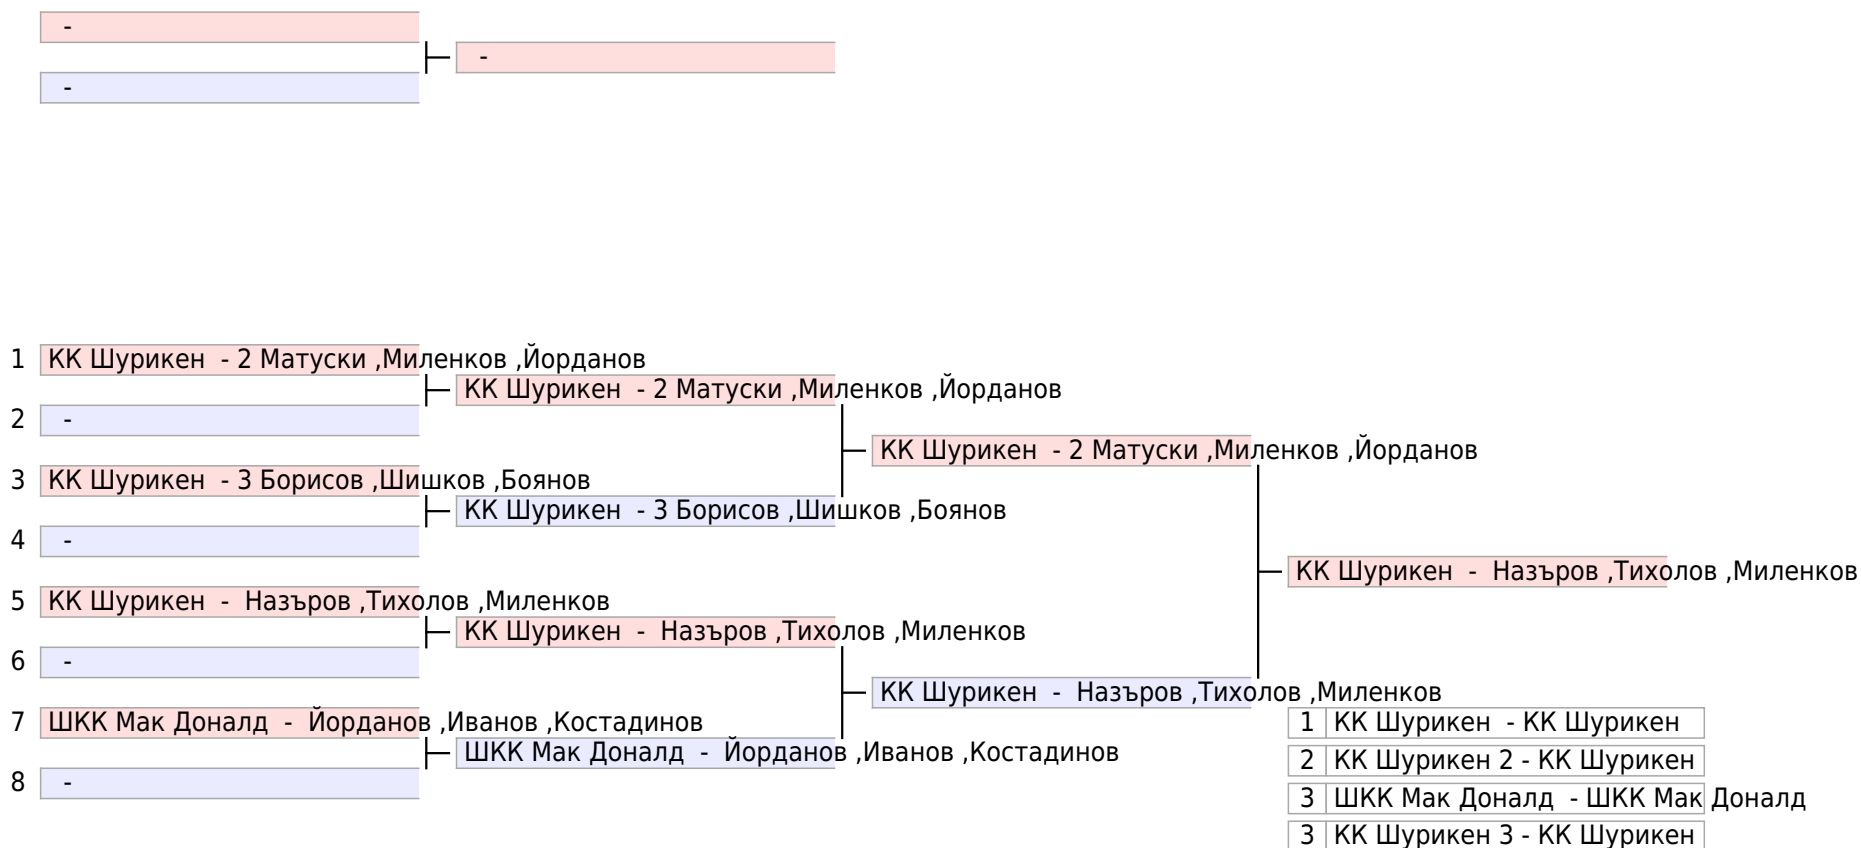 -
-
-
1 КК Шурикен - 2 Матуски ,Миленков ,Йорданов
КК Шурикен - 2 Матуски ,Миленков ,Йорданов
2 -
КК Шурикен - 2 Матуски ,Миленков ,Йорданов
3 КК Шурикен - 3 Борисов ,Шишков ,Боянов
КК Шурикен - 3 Борисов ,Шишков ,Боянов
4 -
КК Шурикен - Назъров ,Тихолов ,Миленков
5 КК Шурикен - Назъров ,Тихолов ,Миленков
КК Шурикен - Назъров ,Тихолов ,Миленков
6 -
КК Шурикен - Назъров ,Тихолов ,Миленков
7 ШКК Мак Доналд - Йорданов ,Иванов ,Костадинов
ШКК Мак Доналд - Йорданов ,Иванов ,Костадинов
8 -
1 КК Шурикен - КК Шурикен
2 КК Шурикен 2 - КК Шурикен
3 ШКК Мак Доналд - ШКК Мак Доналд
3 КК Шурикен 3 - КК Шурикен